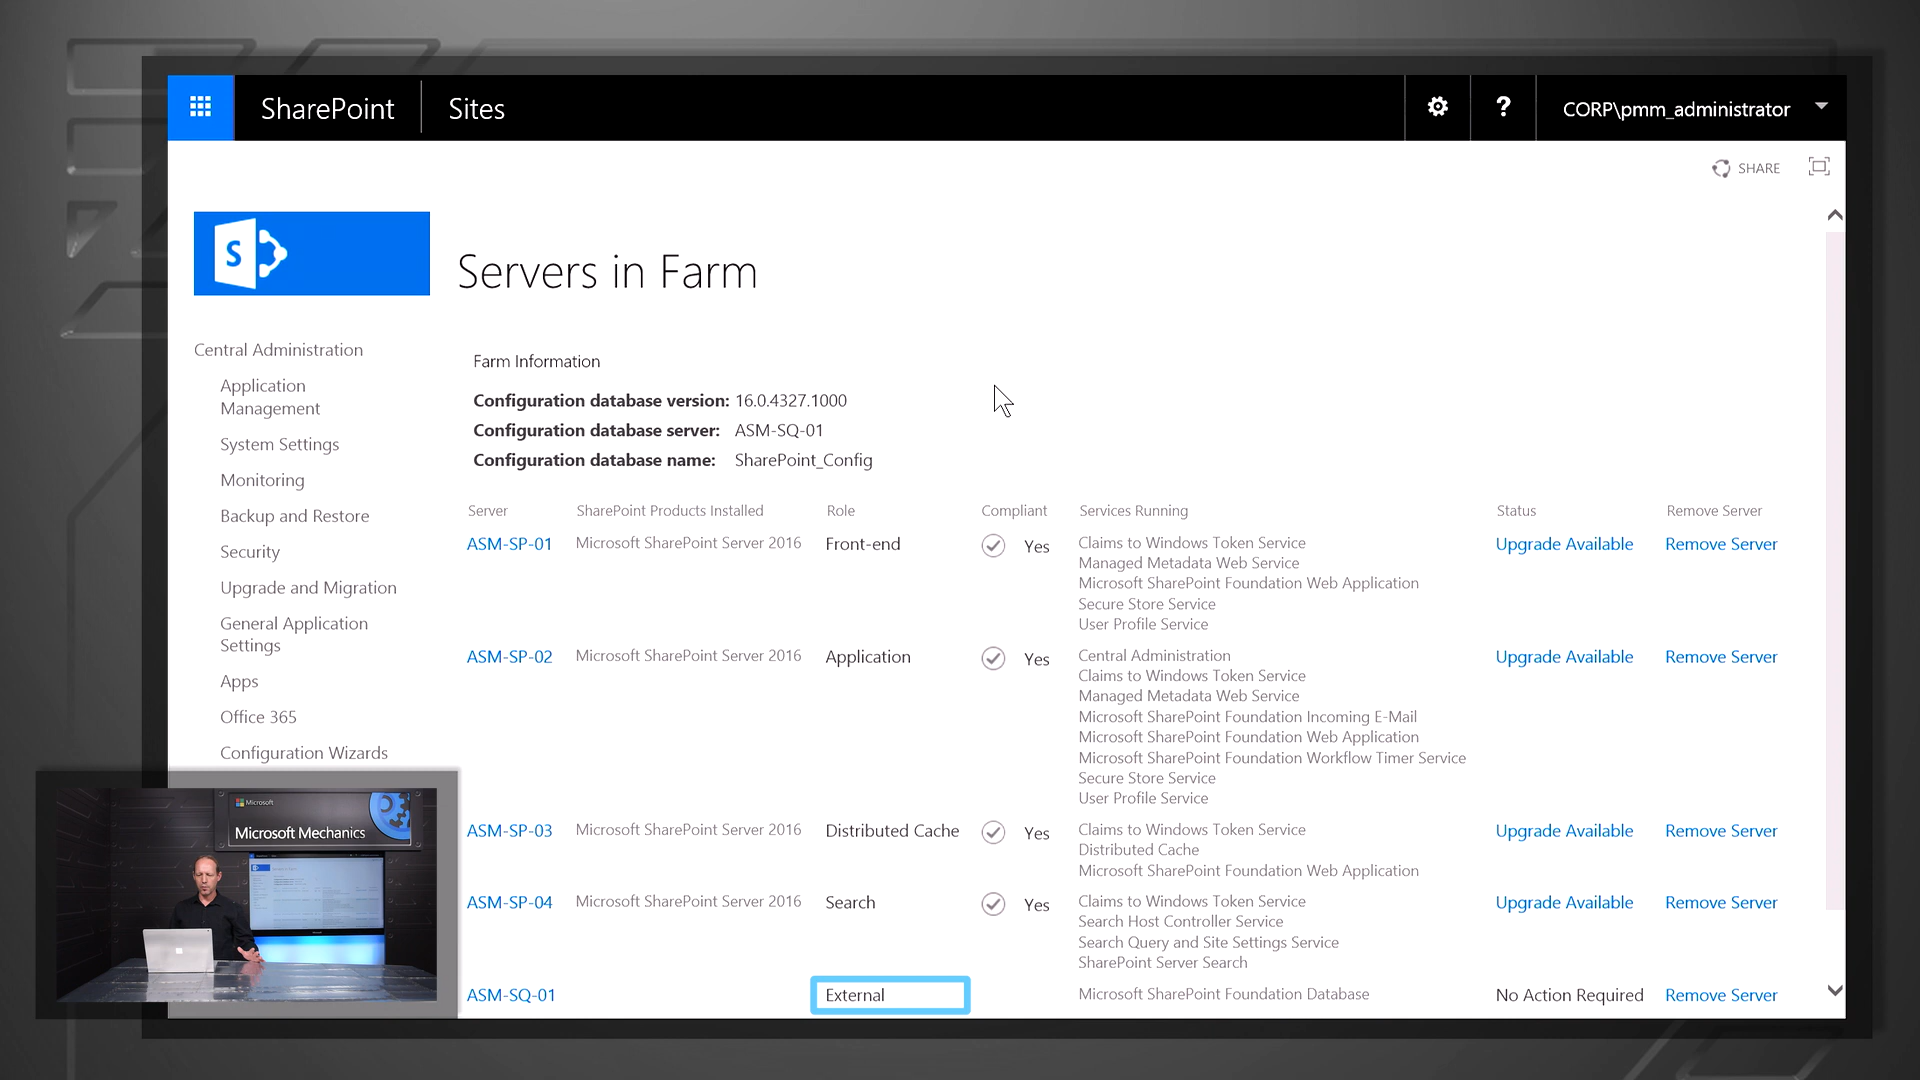 SharePoint
Sites
?
CORP\pmm_administrator
SHARE
S
Servers in Farm
Central Administration
Application
Management
System Settings
Monitoring
Backup and Restore
Security
Upgrade and Migration
General Application
Settings
Apps
Office 365
Configuration Wizards
Farm Information
Configuration database version: 16.0.4327.1000
Configuration database server: ASM-SQ-01
Configuration database name: SharePoint_Config
Server SharePoint Products Installed Role Compliant Services Running Status Remove Server
ASM-SP-01 Microsoft SharePoint Server 2016 Front-end Yes Claims to Windows Token Service Upgrade Available Remove Server
Managed Metadata Web Service
Microsoft SharePoint Foundation Web Application
Secure Store Service
User Profile Service
ASM-SP-02 Microsoft SharePoint Server 2016 Application Yes Central Administration Upgrade Available Remove Server
Claims to Windows Token Service
Managed Metadata Web Service
Microsoft SharePoint Foundation Incoming E-Mail
Microsoft SharePoint Foundation Web Application
Microsoft SharePoint Foundation Workflow Timer Service
Secure Store Service
User Profile Service
ASM-SP-03 Microsoft SharePoint Server 2016 Distributed Cache Yes Claims to Windows Token Service Upgrade Available Remove Server
Distributed Cache
Microsoft SharePoint Foundation Web Application
ASM-SP-04 Microsoft SharePoint Server 2016 Search Yes Claims to Windows Token Service Upgrade Available Remove Server
Search Host Controller Service
Search Query and Site Settings Service
SharePoint Server Search
ASM-SQ-01 External Microsoft SharePoint Foundation Database No Action Required Remove Server
Microsoft
Microsoft Mechanics